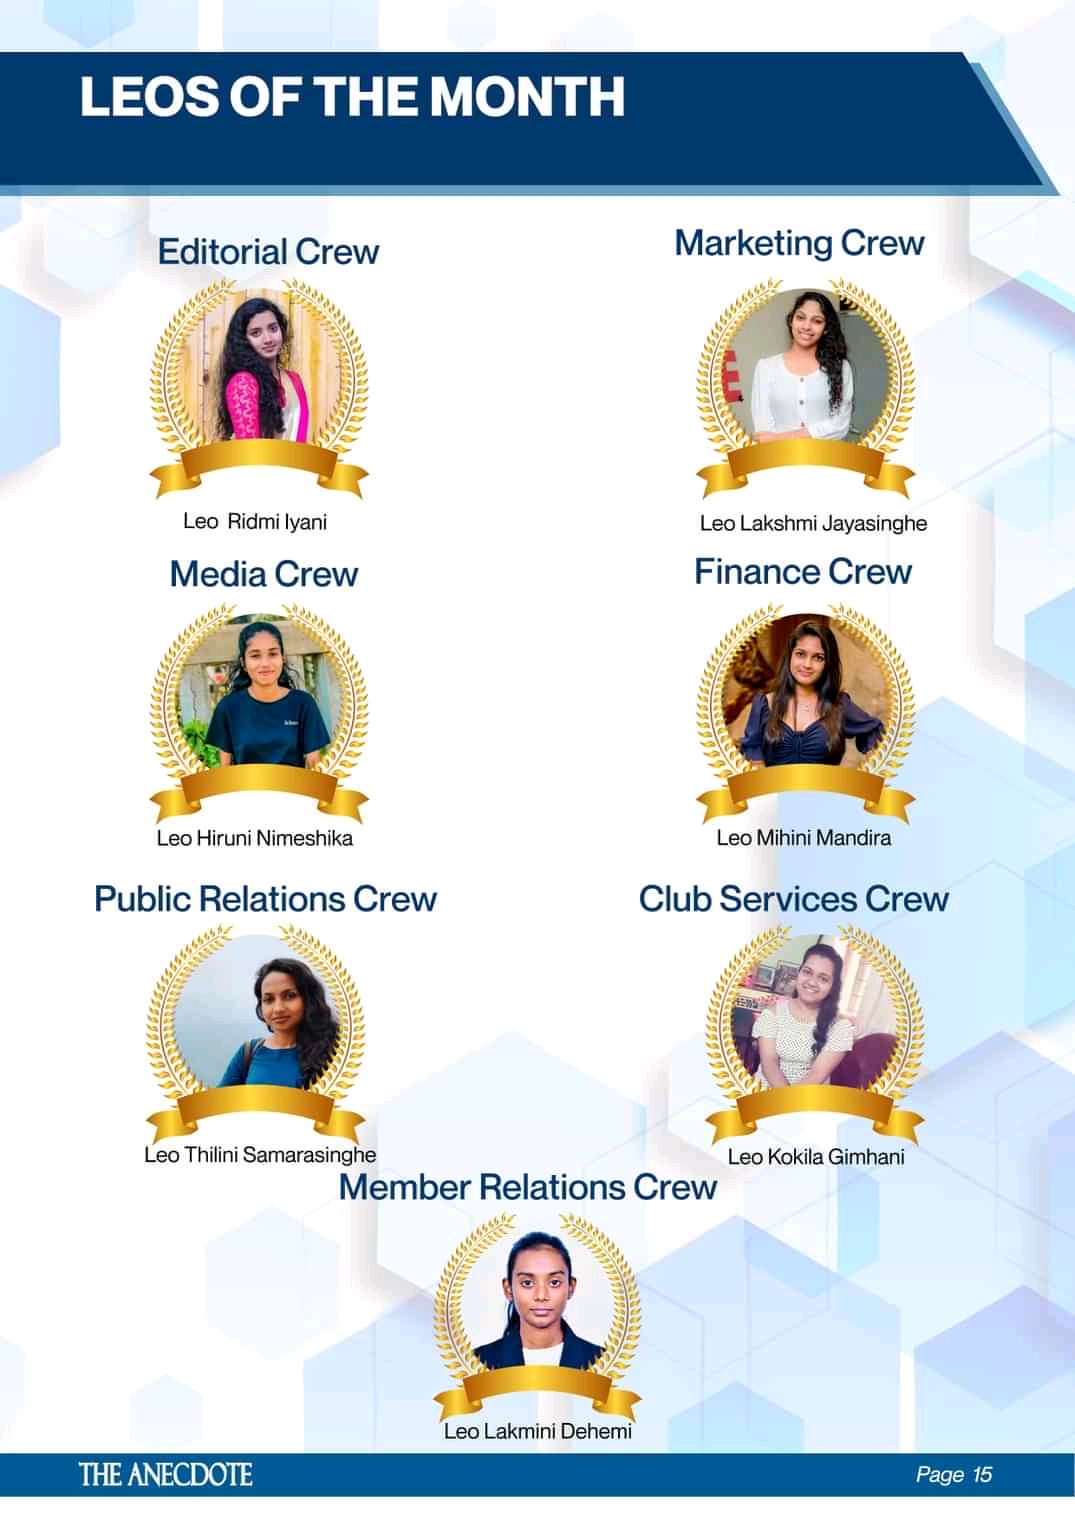 LEOS OF THE MONTH
Editorial Crew
Marketing Crew
Leo Ridmi Iyani
Leo Lakshmi Jayasinghe
Media Crew
Finance Crew
Leo Hiruni Nimeshika
Leo Mihini Mandira
Public Relations Crew
Club Services Crew
Leo Thilini Samarasinghe
Leo Kokila Gimhani
Member Relations Crew
Leo Lakmini Dehemi
THE ANECDOTE
Page 15